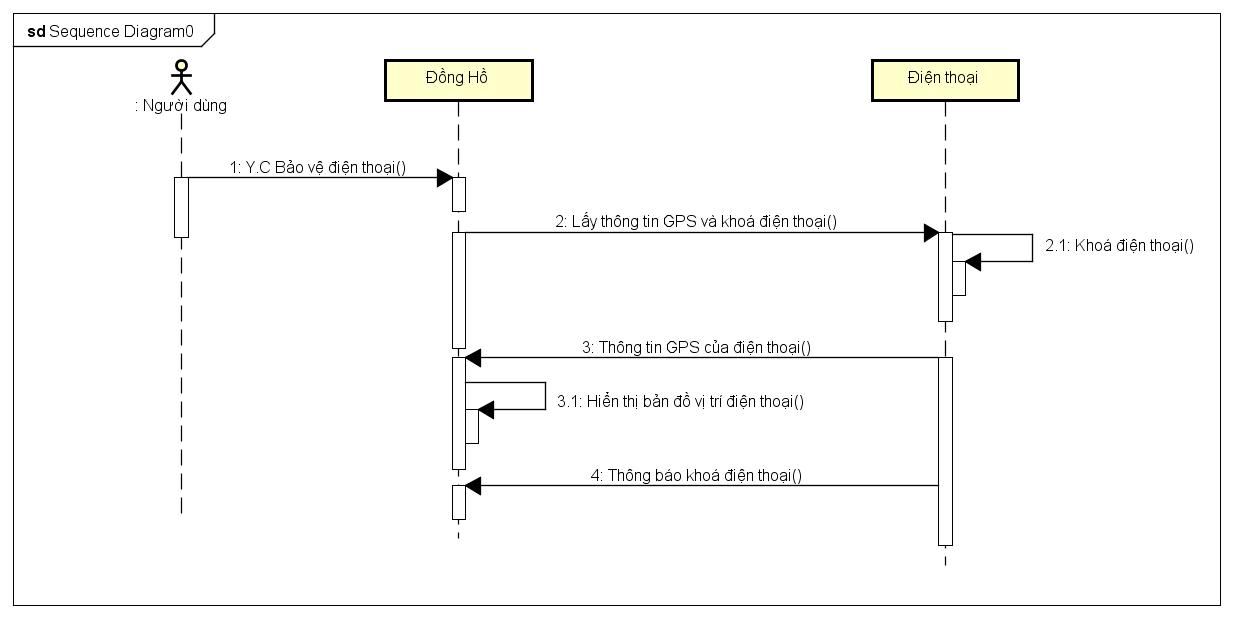 sd Sequence Diagram0
: Người dùng
Đồng Hồ
Điện thoại
1: Y.C Bảo vệ điện thoại()
2: Lấy thông tin GPS và khoá điện thoại()
2.1: Khoá điện thoại()
3: Thông tin GPS của điện thoại()
3.1: Hiển thị bản đồ vị trí điện thoại()
4: Thông báo khoá điện thoại()